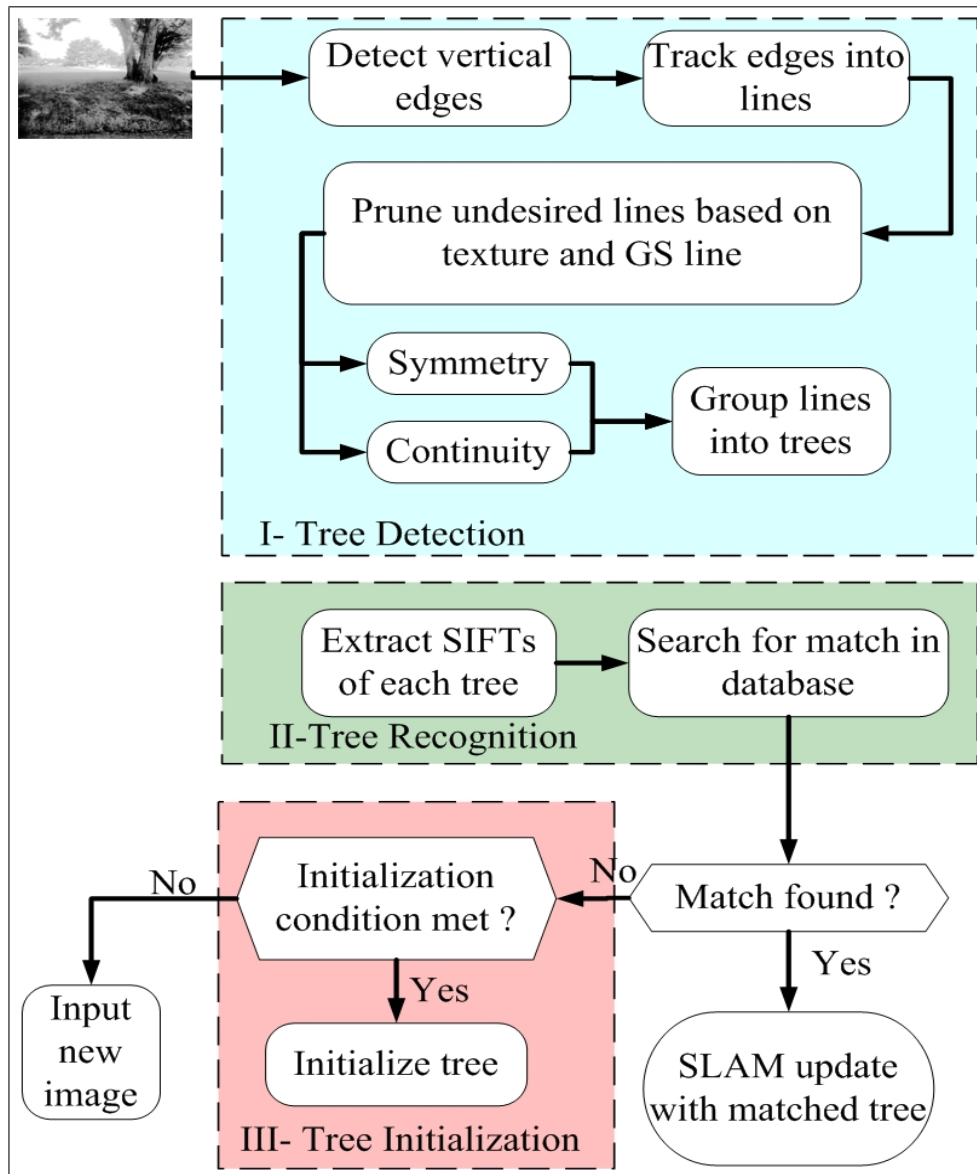 Detect vertical
edges
Track edges into
lines
Prune undesired lines based on
texture and GS line
Symmetry
Continuity
Group lines
into trees
I- Tree Detection
Extract SIFTs
of each tree
Search for match in
database
II-Tree Recognition
Match found ?
No
Yes
Initialization
condition met ?
No
Yes
Input
new
image
Initialize tree
SLAM update
with matched tree
III- Tree Initialization